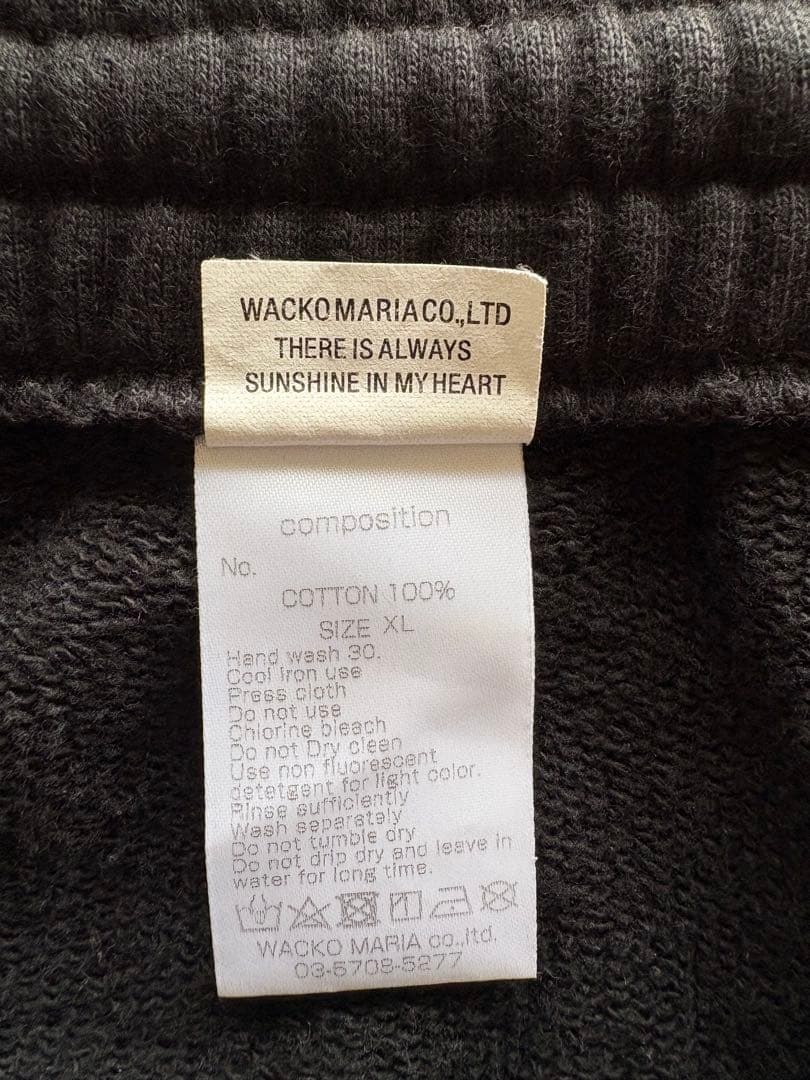 WACKO MARIA CO.,LTD
THERE IS ALWAYS
SUNSHINE IN MY HEART
composition
No.
COTTON 100%
SIZE XL
Hand wash 30.
Cool iron use
Press cloth
Do not use
Chlorine bleach
Do not Dry clean
Use non fluorescent
detetgent for light color.
Rinse sufficiently
Wash separately
Do not tumble dry
Do not drip dry and leave in
water for long time.
WACKO MARIA co.,ltd.
03-5708-5277